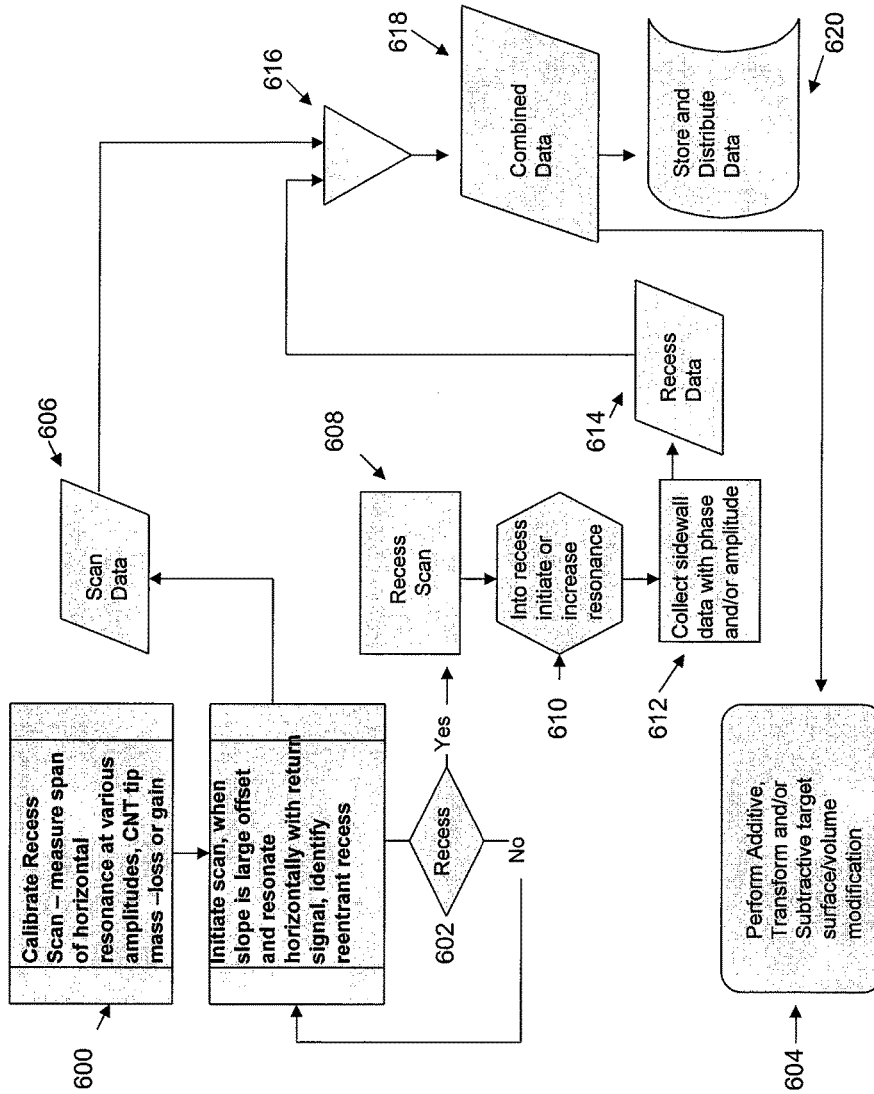 600
Calibrate Recess
Scan – measure span
of horizontal
resonance at various
amplitudes, CNT tip
mass –loss or gain
Initiate scan, when
slope is large offset
and resonate
horizontally with return
signal, identify
reentrant recess
606
Scan
Data
602
Recess
Yes
No
608
Recess
Scan
610
Into recess
initiate or
increase
resonance
612
Collect sidewall
data with phase
and/or amplitude
614
Recess
Data
616
618
Combined
Data
620
Store and
Distribute
Data
604
Perform Additive,
Transform and/or
Subtractive target
surface/volume
modification